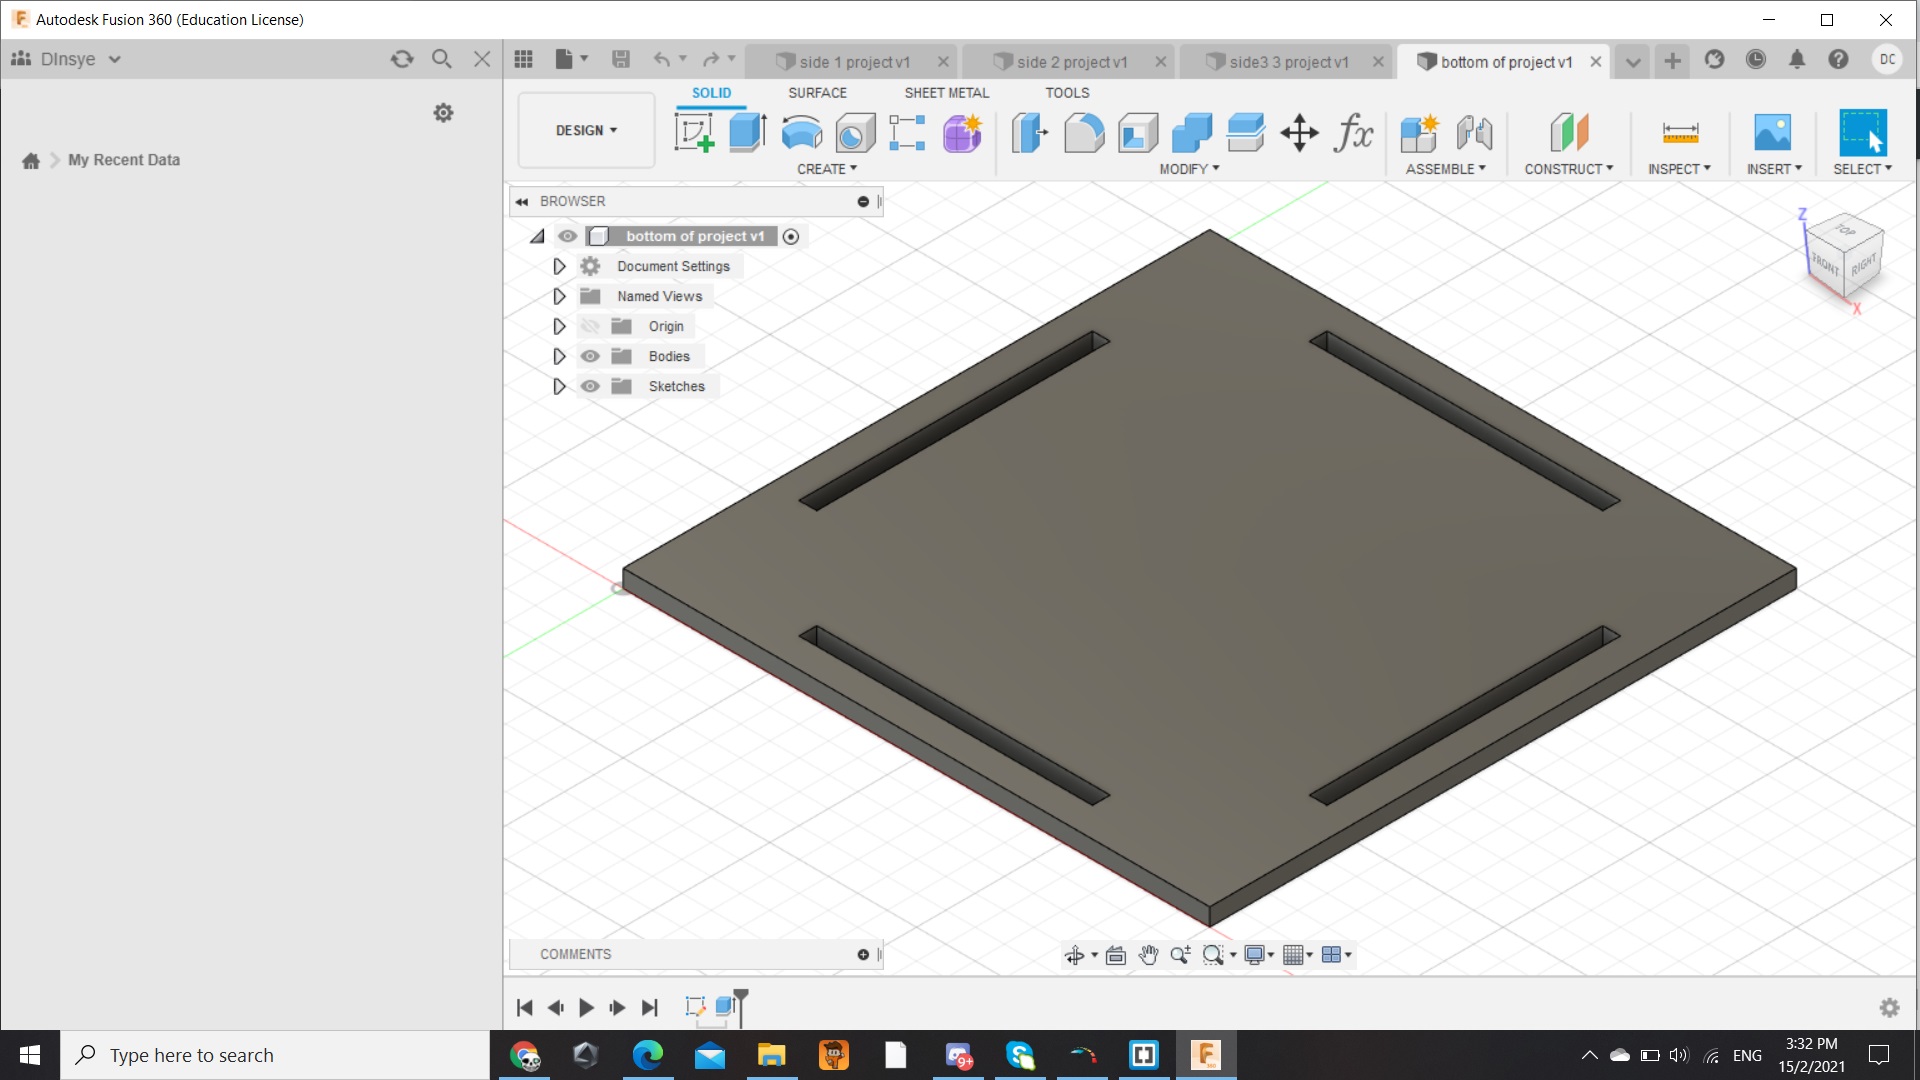 Autodesk Fusion 360 (Education License)
DInsye
side 1 project v1
side 2 project v1
side3 3 project v1
bottom of project v1
DC
My Recent Data
DESIGN
SOLID
SURFACE
SHEET METAL
TOOLS
CREATE
MODIFY
ASSEMBLE
CONSTRUCT
INSPECT
INSERT
SELECT
fx
BROWSER
bottom of project v1
Document Settings
Named Views
Origin
Bodies
Sketches
Z
TOP
FRONT
RIGHT
X
COMMENTS
Type here to search
9+
ENG
3:32 PM
15/2/2021